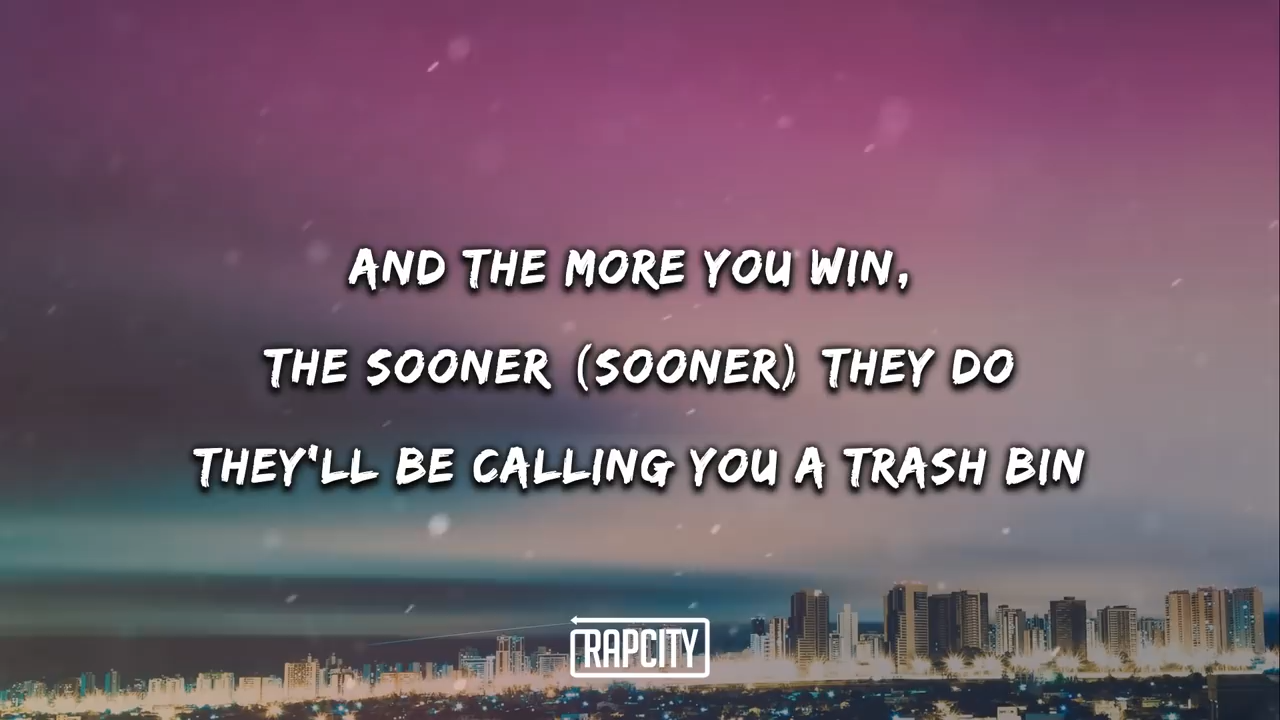 AND THE MORE YOU WIN,
THE SOONER (SOONER) THEY DO
THEY'LL BE CALLING YOU A TRASH BIN
RAPCITY